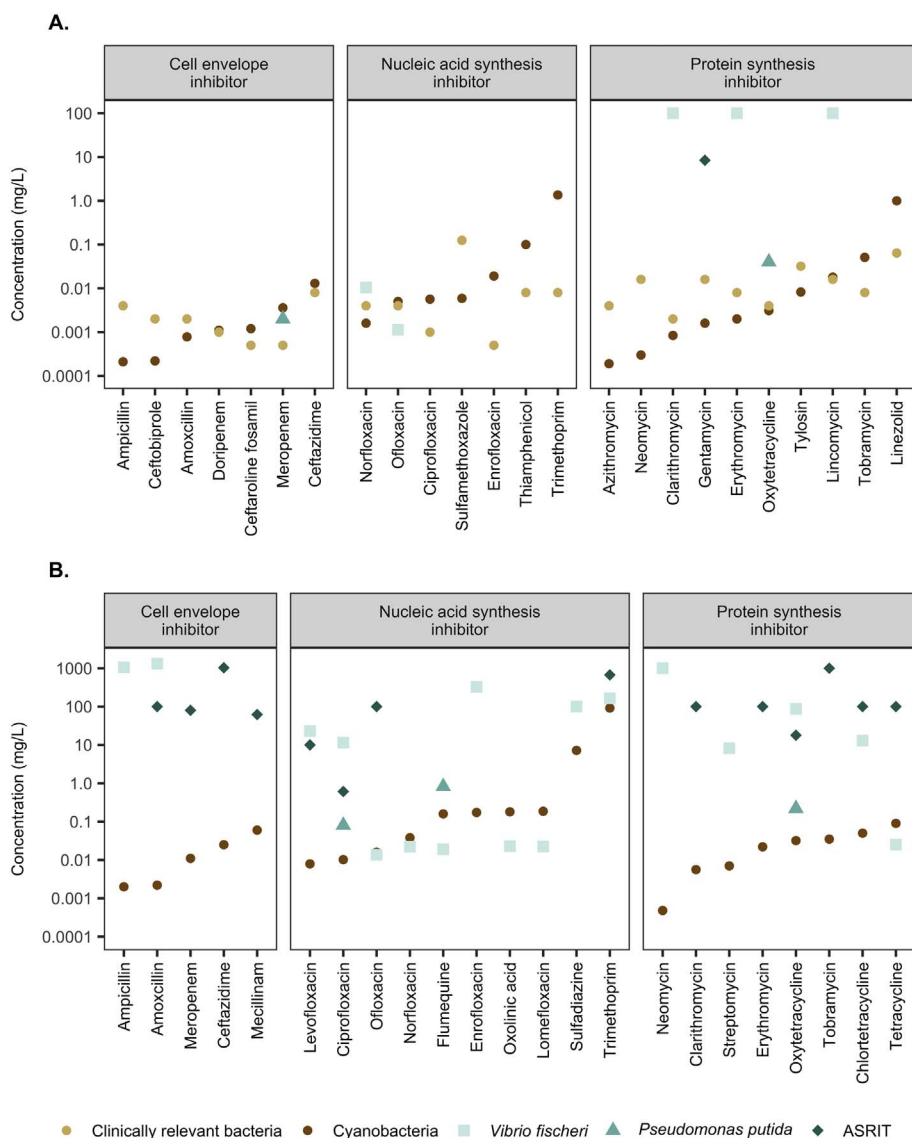 A.
Cell envelope
inhibitor
Nucleic acid synthesis
inhibitor
Protein synthesis
inhibitor
Concentration (mg/L)
100
10
1.0
0.1
0.01
0.001
0.0001
Ampicillin
Ceftobiprole
Amoxcillin
Doripenem
Ceftaroline fosamil
Meropenem
Ceftazidime
Norfloxacin
Ofloxacin
Ciprofloxacin
Sulfamethoxazole
Enrofloxacin
Thiamphenicol
Trimethoprim
Azithromycin
Neomycin
Clarithromycin
Gentamycin
Erythromycin
Oxytetracycline
Tylosin
Lincomycin
Tobramycin
Linezolid
B.
Cell envelope
inhibitor
Nucleic acid synthesis
inhibitor
Protein synthesis
inhibitor
Concentration (mg/L)
1000
100
10
1.0
0.1
0.01
0.001
0.0001
Ampicillin
Amoxcillin
Meropenem
Ceftazidime
Mecillinam
Levofloxacin
Ciprofloxacin
Ofloxacin
Norfloxacin
Flumequine
Enrofloxacin
Oxolinic acid
Lomefloxacin
Sulfadiazine
Trimethoprim
Neomycin
Clarithromycin
Streptomycin
Erythromycin
Oxytetracycline
Tobramycin
Chlortetracycline
Tetracycline
Clinically relevant bacteria Cyanobacteria Vibrio fischeri Pseudomonas putida ASRIT